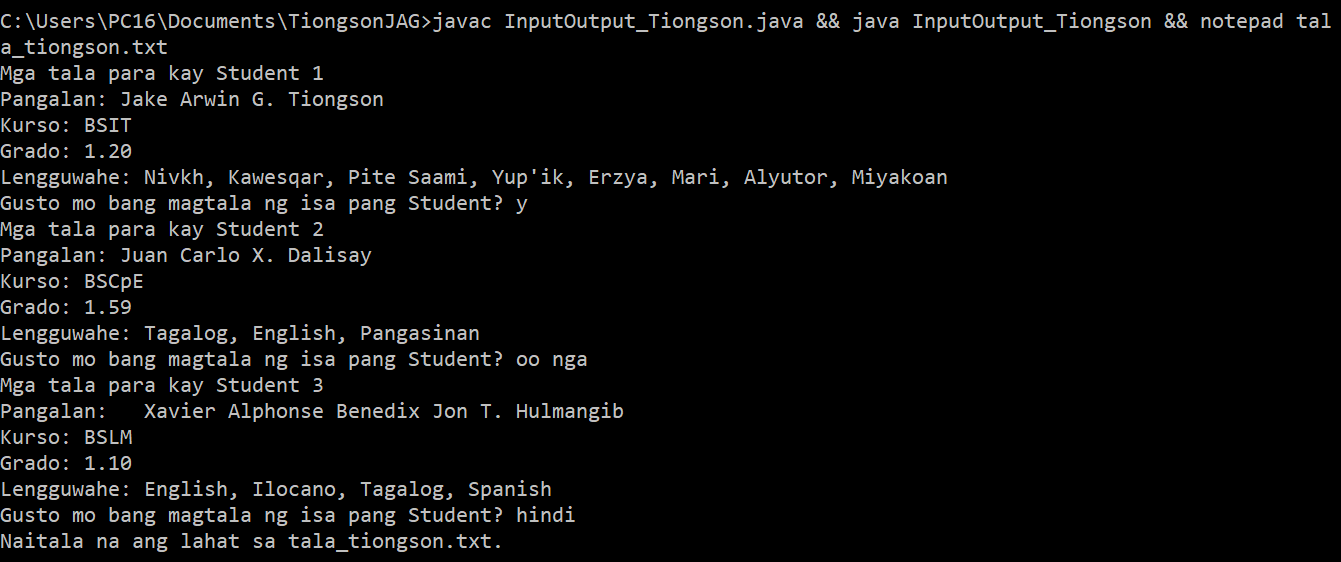 C:\Users\PC16\Documents\TiongsonJAG>javac InputOutput_Tiongson.java && java InputOutput_Tiongson && notepad tal
a_tiongson.txt
Mga tala para kay Student 1
Pangalan: Jake Arwin G. Tiongson
Kurso: BSIT
Grado: 1.20
Lengguwahe: Nivkh, Kawesqar, Pite Saami, Yup'ik, Erzya, Mari, Alyutor, Miyakoan
Gusto mo bang magtala ng isa pang Student? y
Mga tala para kay Student 2
Pangalan: Juan Carlo X. Dalisay
Kurso: BSCpE
Grado: 1.59
Lengguwahe: Tagalog, English, Pangasinan
Gusto mo bang magtala ng isa pang Student? oo nga
Mga tala para kay Student 3
Pangalan:   Xavier Alphonse Benedix Jon T. Hulmangib
Kurso: BSLM
Grado: 1.10
Lengguwahe: English, Ilocano, Tagalog, Spanish
Gusto mo bang magtala ng isa pang Student? hindi
Naitala na ang lahat sa tala_tiongson.txt.